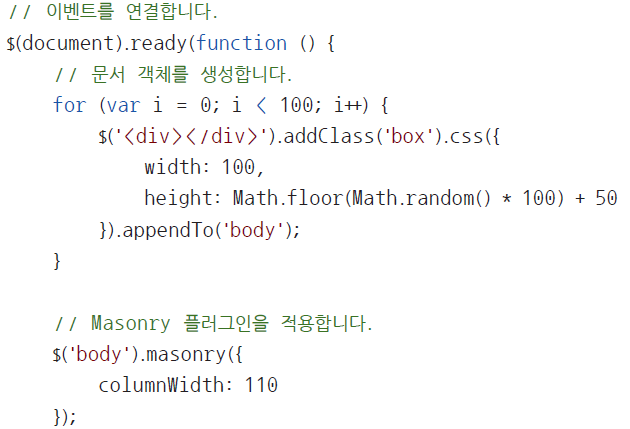 // 이벤트를 연결합니다.
$(document).ready(function () {
    // 문서 객체를 생성합니다.
    for (var i = 0; i < 100; i++) {
        $('<div></div>').addClass('box').css({
            width: 100,
            height: Math.floor(Math.random() * 100) + 50
        }).appendTo('body');
    }

    // Masonry 플러그인을 적용합니다.
    $('body').masonry({
        columnWidth: 110
    });